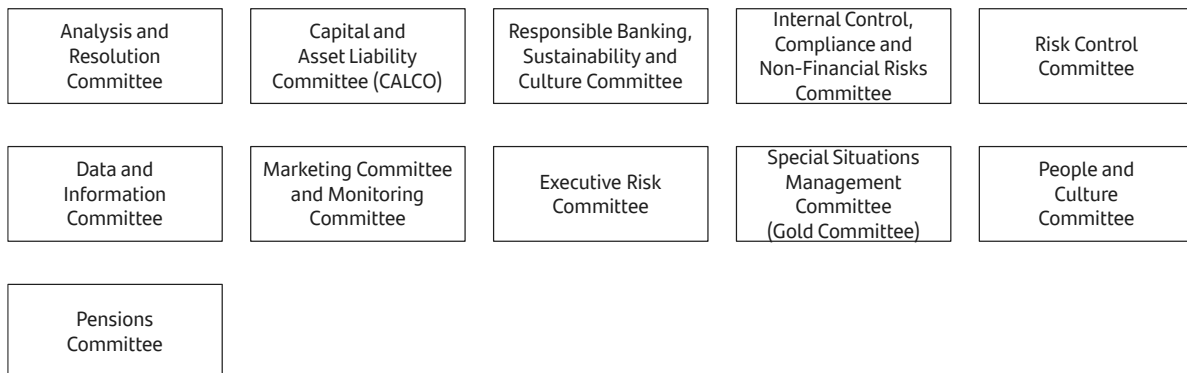 Analysis and
Resolution
Committee
Capital and
Asset Liability
Committee (CALCO)
Responsible Banking,
Sustainability and
Culture Committee
Internal Control,
Compliance and
Non-Financial Risks
Committee
Risk Control
Committee
Data and
Information
Committee
Marketing Committee
and Monitoring
Committee
Executive Risk
Committee
Special Situations
Management
Committee
(Gold Committee)
People and
Culture
Committee
Pensions
Committee